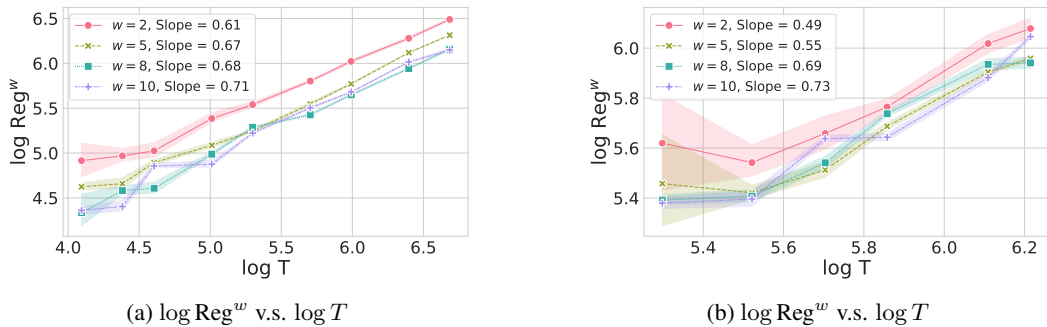 6.5
6.0
5.5
5.0
4.5
log Reg^w
w = 2, Slope = 0.61
w = 5, Slope = 0.67
w = 8, Slope = 0.68
w = 10, Slope = 0.71
4.0 4.5 5.0 5.5 6.0 6.5
log T
(a) log Reg^w v.s. log T
6.0
5.8
5.6
5.4
log Reg^w
w = 2, Slope = 0.49
w = 5, Slope = 0.55
w = 8, Slope = 0.69
w = 10, Slope = 0.73
5.4 5.6 5.8 6.0 6.2
log T
(b) log Reg^w v.s. log T